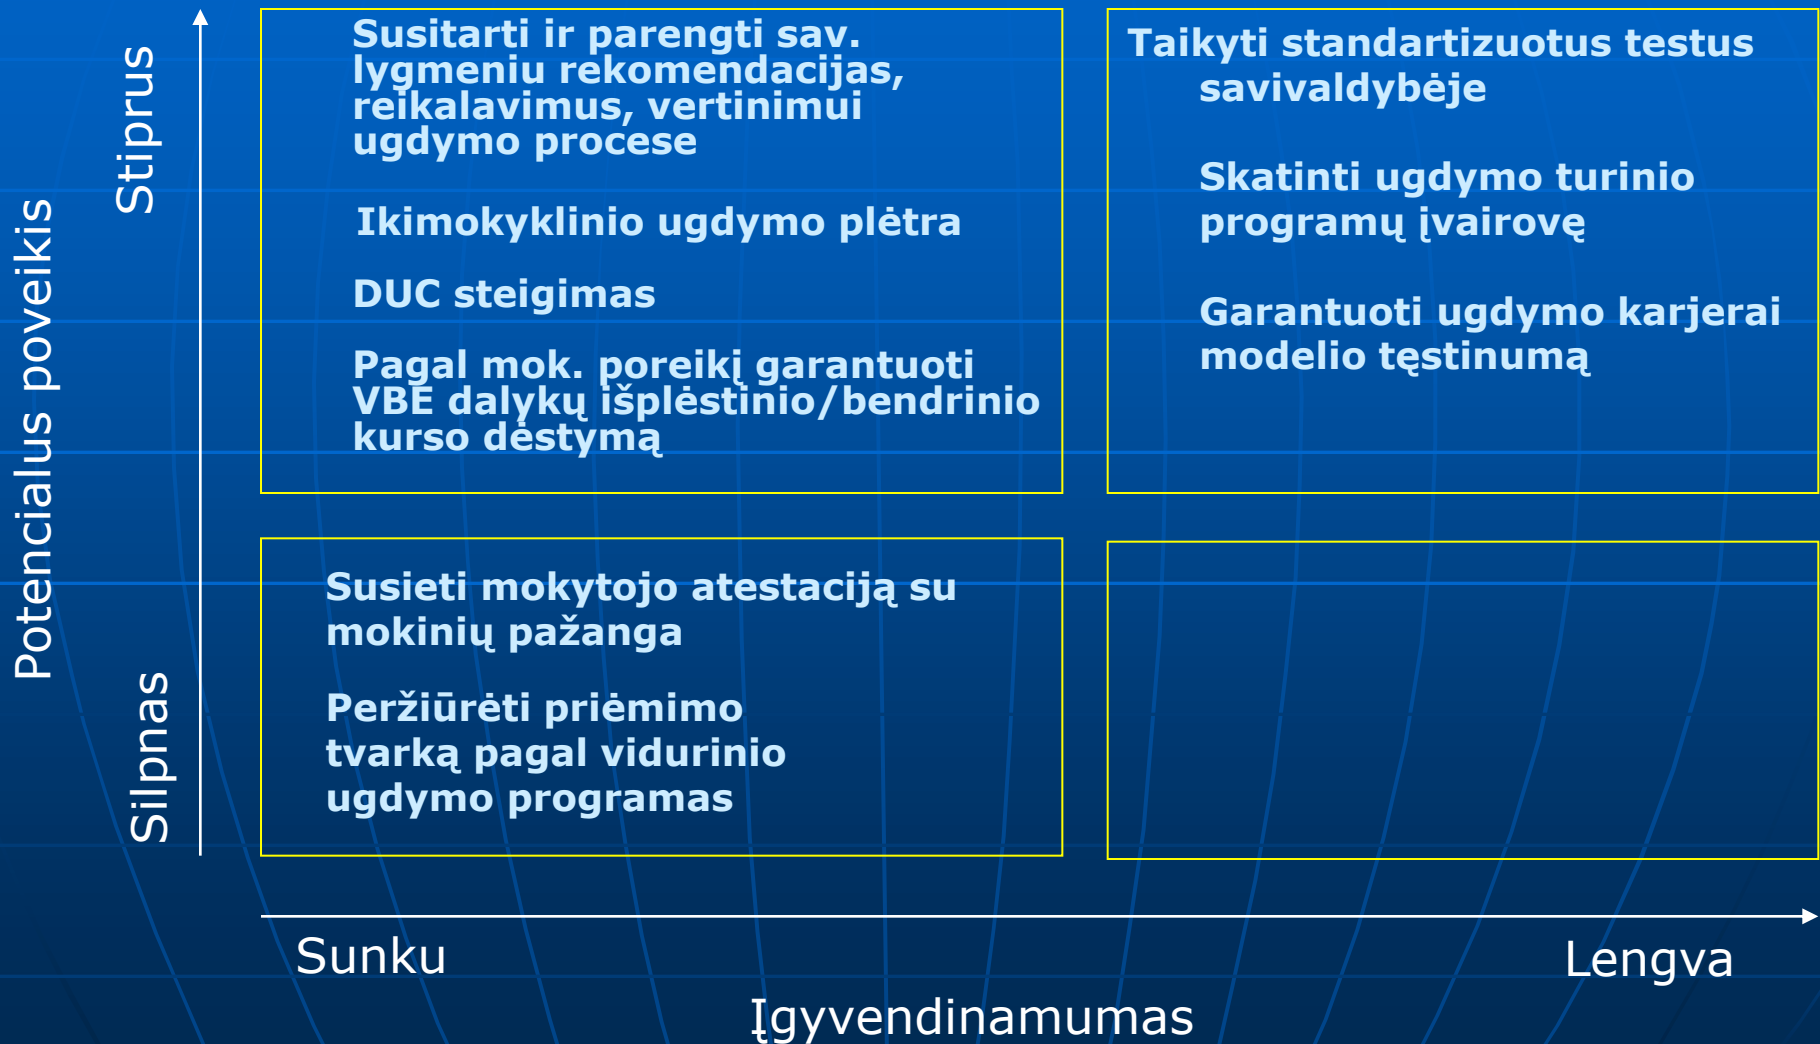 Potencialus poveikis
Stiprus
Silpnas
Susitarti ir parengti sav.
lygmeniu rekomendacijas,
reikalavimus, vertinimui
ugdymo procese
Ikimokyklinio ugdymo plėtra
DUC steigimas
Pagal mok. poreikį garantuoti
VBE dalykų išplėstinio/bendrinio
kurso dėstymą
Taikyti standartizuotus testus
savivaldybėje
Skatinti ugdymo turinio
programų įvairovę
Garantuoti ugdymo karjerai
modelio tęstinumą
Susieti mokytojo atestaciją su
mokinių pažanga
Peržiūrėti priėmimo
tvarką pagal vidurinio
ugdymo programas
Sunku
Lengva
Įgyvendinamumas